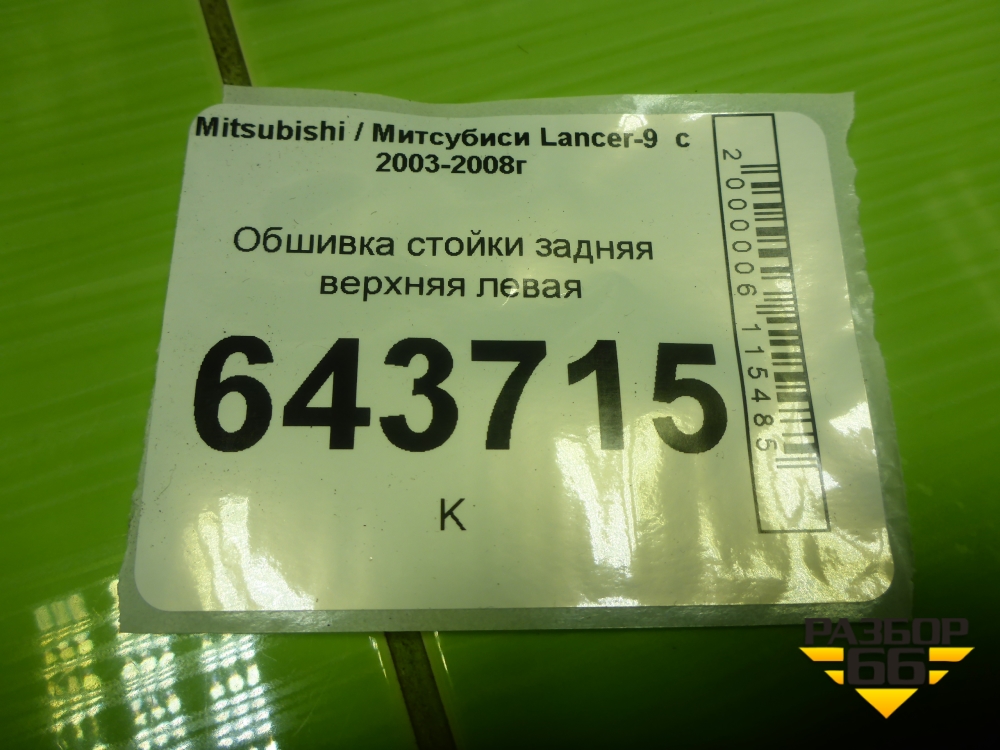 Mitsubishi / Митсубиси Lancer-9 с
2003-2008г
Обшивка стойки задняя
верхняя левая
643715
К
2000006115485
РАЗБОР
66